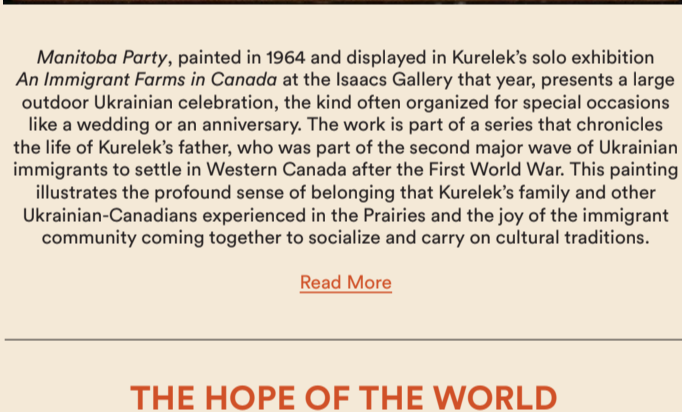 Manitoba Party, painted in 1964 and displayed in Kurelek's solo exhibition
An Immigrant Farms in Canada at the Isaacs Gallery that year, presents a large
outdoor Ukrainian celebration, the kind often organized for special occasions
like a wedding or an anniversary. The work is part of a series that chronicles
the life of Kurelek's father, who was part of the second major wave of Ukrainian
immigrants to settle in Western Canada after the First World War. This painting
illustrates the profound sense of belonging that Kurelek's family and other
Ukrainian-Canadians experienced in the Prairies and the joy of the immigrant
community coming together to socialize and carry on cultural traditions.
Read More
THE HOPE OF THE WORLD